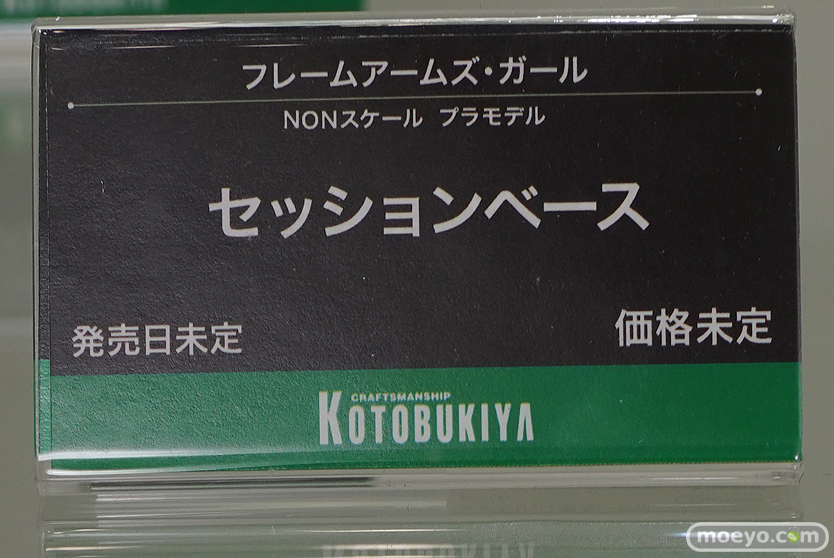 フレームアームズ・ガール
NONスケール プラモデル
セッションベース
発売日未定
価格未定
CRAFTSMANSHIP
KOTOBUKIYA
moeyo.com